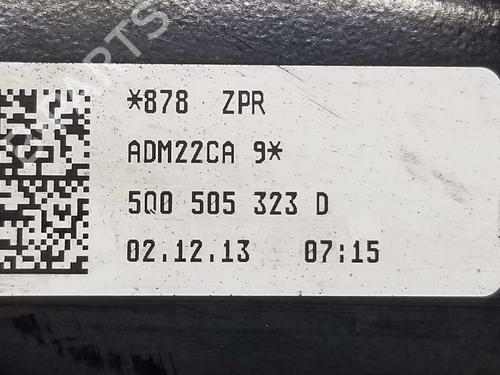 *878 ZPR
ADM22CA 9*
5Q0 505 323 D
02.12.13 07:15